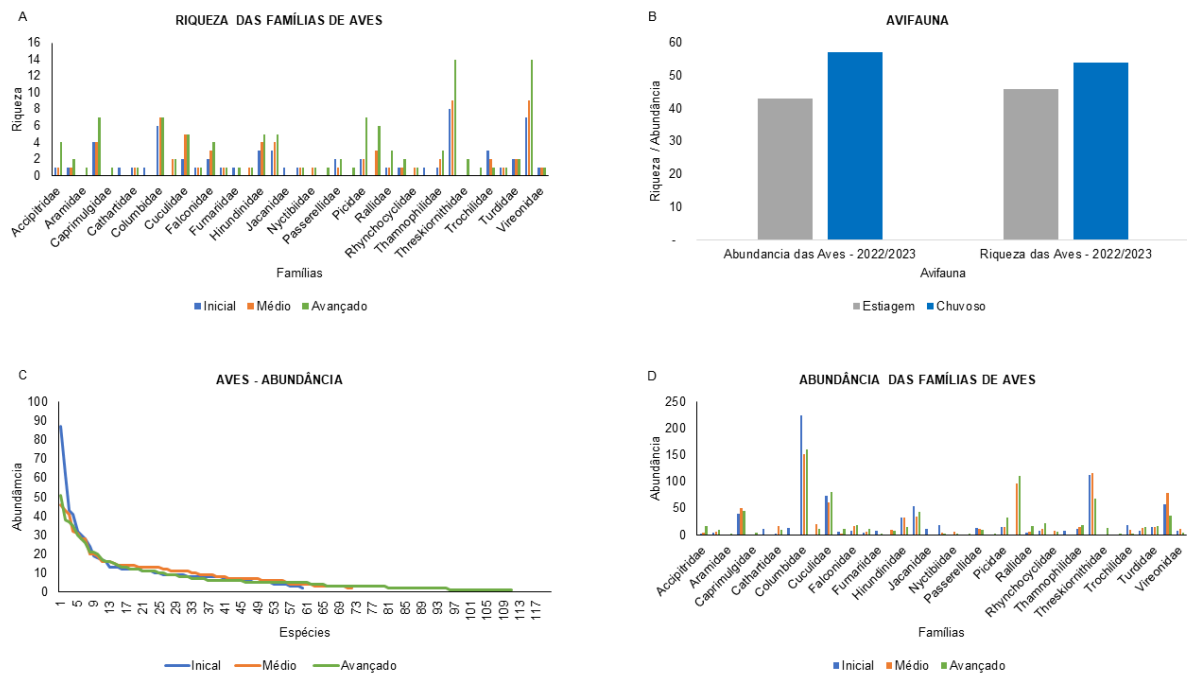 A
RIQUEZA DAS FAMÍLIAS DE AVES
Riqueza
16
14
12
10
8
6
4
2
0
Accipitridae
Aramidae
Caprimulgidae
Cathartidae
Columbidae
Cuculidae
Falconidae
Fumariidae
Hirundinidae
Jacanidae
Nyctibiidae
Passerellidae
Picidae
Rallidae
Rhynchocyclidae
Thamnophilidae
Threskiornithidae
Trochilidae
Turdidae
Vireonidae
Famílias
Inicial Médio Avançado
B
AVIFAUNA
Riqueza / Abundância
60
50
40
30
20
10
-
Abundancia das Aves - 2022/2023 Riqueza das Aves - 2022/2023
Avifauna
Estiagem Chuvoso
C
AVES - ABUNDÂNCIA
Abundâmcia
100
90
80
70
60
50
40
30
20
10
0
1 5 9 13 17 21 25 29 33 37 41 45 49 53 57 61 65 69 73 77 81 85 89 93 97 101 105 109 113 117
Espécies
Inical Médio Avançado
D
ABUNDÂNCIA DAS FAMÍLIAS DE AVES
Abundância
250
200
150
100
50
0
Accipitridae
Aramidae
Caprimulgidae
Cathartidae
Columbidae
Cuculidae
Falconidae
Fumariidae
Hirundinidae
Jacanidae
Nyctibiidae
Passerellidae
Picidae
Rallidae
Rhynchocyclidae
Thamnophilidae
Threskiornithidae
Trochilidae
Turdidae
Vireonidae
Famílias
Inicial Médio Avançado